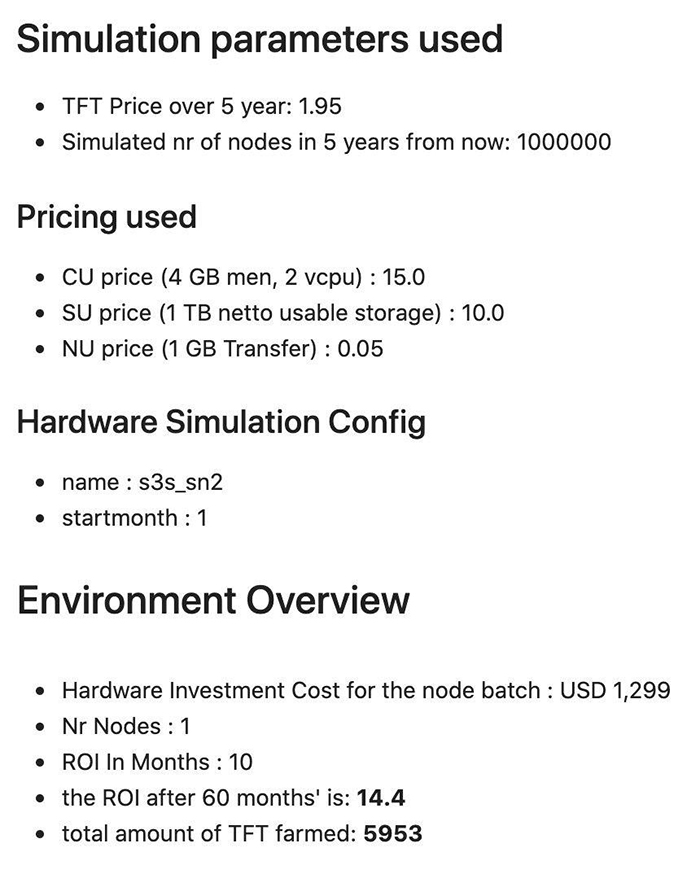 Simulation parameters used
• TFT Price over 5 year: 1.95
• Simulated nr of nodes in 5 years from now: 1000000
Pricing used
• CU price (4 GB men, 2 vcpu) : 15.0
• SU price (1 TB netto usable storage) : 10.0
• NU price (1 GB Transfer) : 0.05
Hardware Simulation Config
• name : s3s_sn2
• startmonth : 1
Environment Overview
• Hardware Investment Cost for the node batch : USD 1,299
• Nr Nodes : 1
• ROI In Months : 10
• the ROI after 60 months' is: 14.4
• total amount of TFT farmed: 5953